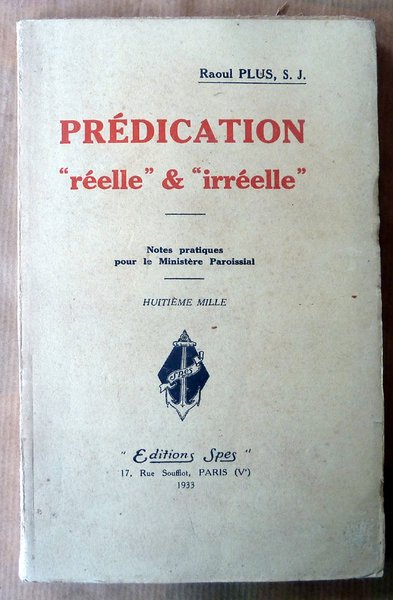 Raoul PLUS, S. J.
PRÉDICATION
“réelle” & “irréelle”
Notes pratiques
pour le Ministère Paroissial
HUITIÈME MILLE
SPES
" Editions Spes "
17, Rue Soufflot, PARIS (Vᵉ)
1933